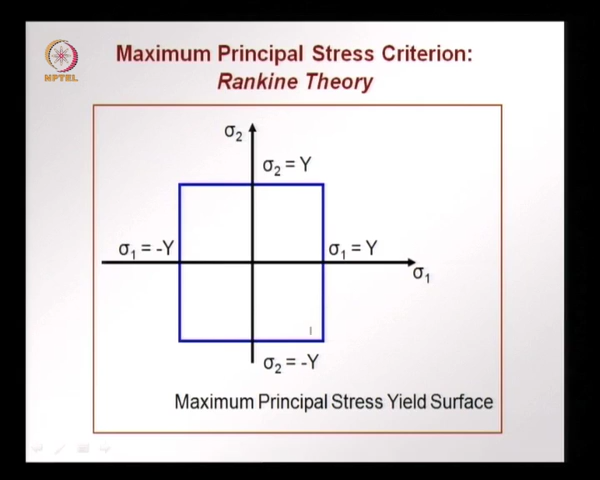 Maximum Principal Stress Criterion:
Rankine Theory
NPTEL
σ2
σ2 = Y
σ1 = -Y
σ1 = Y
σ1
σ2 = -Y
Maximum Principal Stress Yield Surface